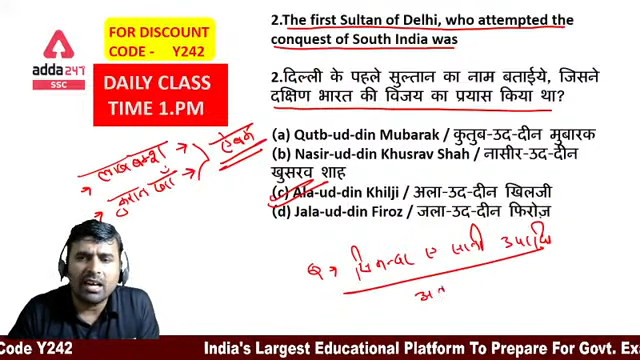 adda247
SSC
FOR DISCOUNT
CODE - Y242
DAILY CLASS
TIME 1.PM
2.The first Sultan of Delhi, who attempted the
conquest of South India was
2.दिल्ली के पहले सुल्तान का नाम बताईये, जिसने
दक्षिण भारत की विजय का प्रयास किया था?
(a) Qutb-ud-din Mubarak / कुतुब-उद-दीन मुबारक
(b) Nasir-ud-din Khusrav Shah / नासीर-उद-दीन
खुसरव शाह
(c) Ala-ud-din Khilji / अला-उद-दीन खिलजी
(d) Jala-ud-din Firoz / जला-उद-दीन फिरोज़
Code Y242
India's Largest Educational Platform To Prepare For Govt. Ex